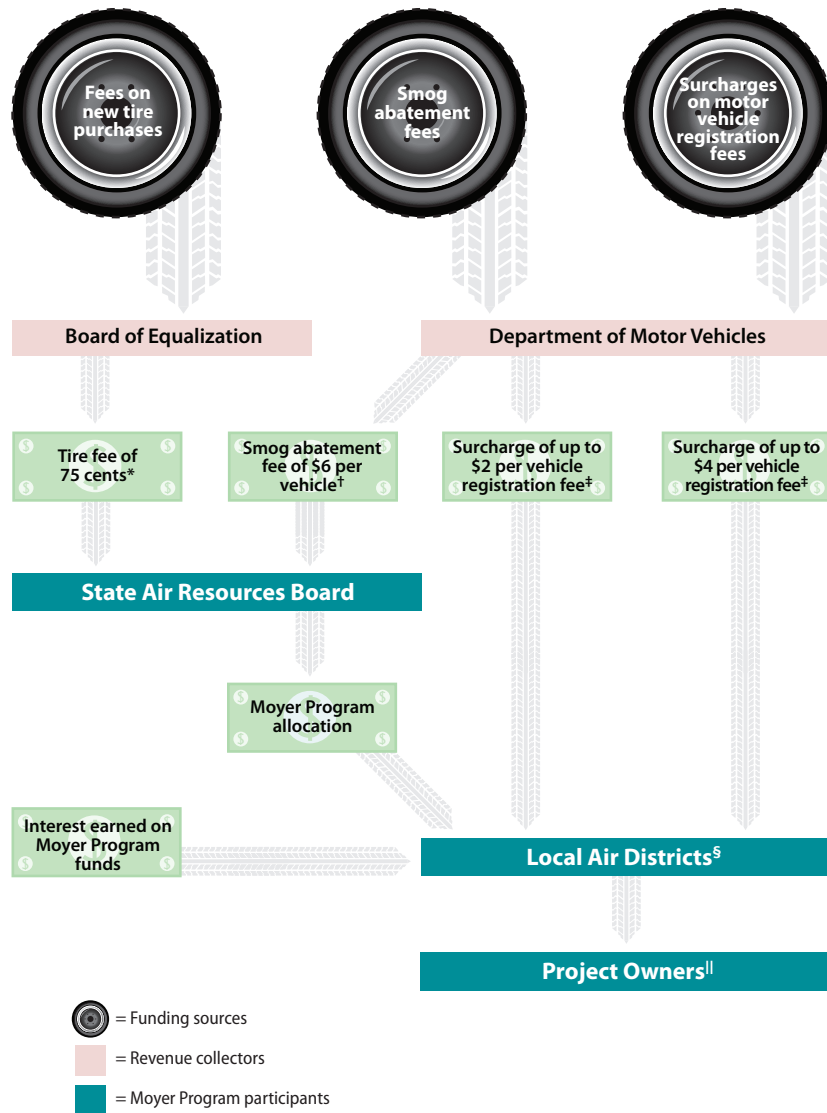 Fees on
new tire
purchases
Smog
abatement
fees
Surcharges
on motor
vehicle
registration
fees
Board of Equalization
Department of Motor Vehicles
Tire fee of
75 cents*
Smog abatement
fee of $6 per
vehicle†
Surcharge of up to
$2 per vehicle
registration fee‡
Surcharge of up to
$4 per vehicle
registration fee‡
State Air Resources Board
Moyer Program
allocation
Interest earned on
Moyer Program
funds
Local Air Districts§
Project Owners||
= Funding sources
= Revenue collectors
= Moyer Program participants